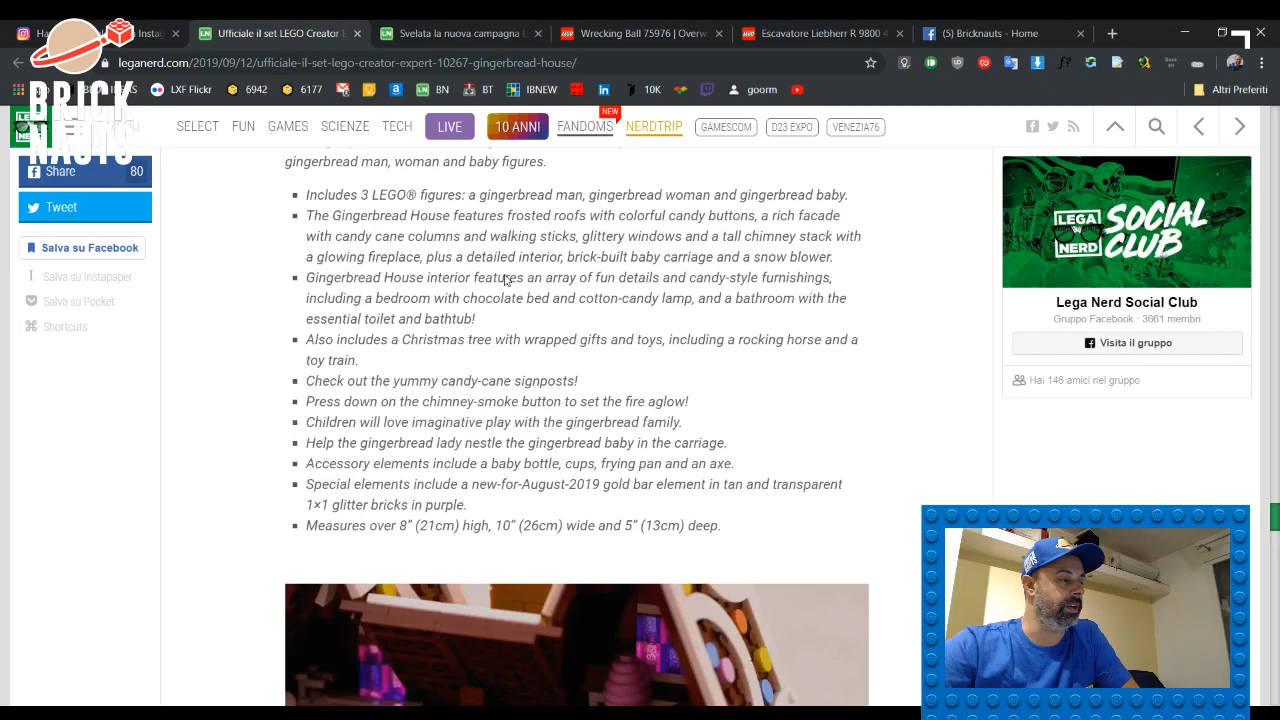 Instag
Ufficiale il set LEGO Creator E
Svelata la nuova campagna L
Wrecking Ball 75976 | Overw
Escavatore Liebherr R 9800 4
(5) Bricknauts - Home
leganerd.com/2019/09/12/ufficiale-il-set-lego-creator-expert-10267-gingerbread-house/
LXF Flickr
6942
6177
BN
BT
IBNEW
10K
goorm
Altri Preferiti
BRICK
NAUTS
SELECT
FUN
GAMES
SCIENZE
TECH
LIVE
10 ANNI
FANDOMS
NEW
NERDTRIP
GAMESCOM
D23 EXPO
VENEZIA76
Share
80
Tweet
Salva su Facebook
Salva su Instapaper
Salva su Pocket
Shortcuts
gingerbread man, woman and baby figures.
Includes 3 LEGO® figures: a gingerbread man, gingerbread woman and gingerbread baby.
The Gingerbread House features frosted roofs with colorful candy buttons, a rich facade
with candy cane columns and walking sticks, glittery windows and a tall chimney stack with
a glowing fireplace, plus a detailed interior, brick-built baby carriage and a snow blower.
Gingerbread House interior features an array of fun details and candy-style furnishings,
including a bedroom with chocolate bed and cotton-candy lamp, and a bathroom with the
essential toilet and bathtub!
Also includes a Christmas tree with wrapped gifts and toys, including a rocking horse and a
toy train.
Check out the yummy candy-cane signposts!
Press down on the chimney-smoke button to set the fire aglow!
Children will love imaginative play with the gingerbread family.
Help the gingerbread lady nestle the gingerbread baby in the carriage.
Accessory elements include a baby bottle, cups, frying pan and an axe.
Special elements include a new-for-August-2019 gold bar element in tan and transparent
1×1 glitter bricks in purple.
Measures over 8” (21cm) high, 10” (26cm) wide and 5” (13cm) deep.
LEGA
NERD
SOCIAL
CLUB
Lega Nerd Social Club
Gruppo Facebook · 3661 membri
Visita il gruppo
Hai 146 amici nel gruppo